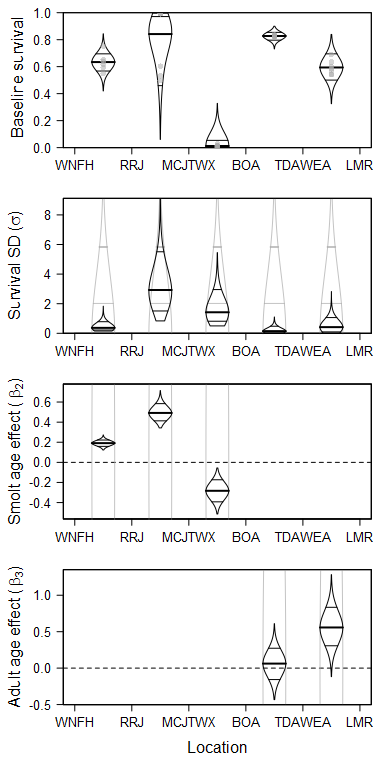 Baseline survival
1.0
0.8
0.6
0.4
0.2
0.0
WNFH RRJ MCJTWX BOA TDAWEA LMR
Survival SD (σ)
8
6
4
2
0
WNFH RRJ MCJTWX BOA TDAWEA LMR
Smolt age effect ( β2)
0.6
0.4
0.2
0.0
-0.2
-0.4
WNFH RRJ MCJTWX BOA TDAWEA LMR
Adult age effect ( β3)
1.0
0.5
0.0
-0.5
WNFH RRJ MCJTWX BOA TDAWEA LMR
Location